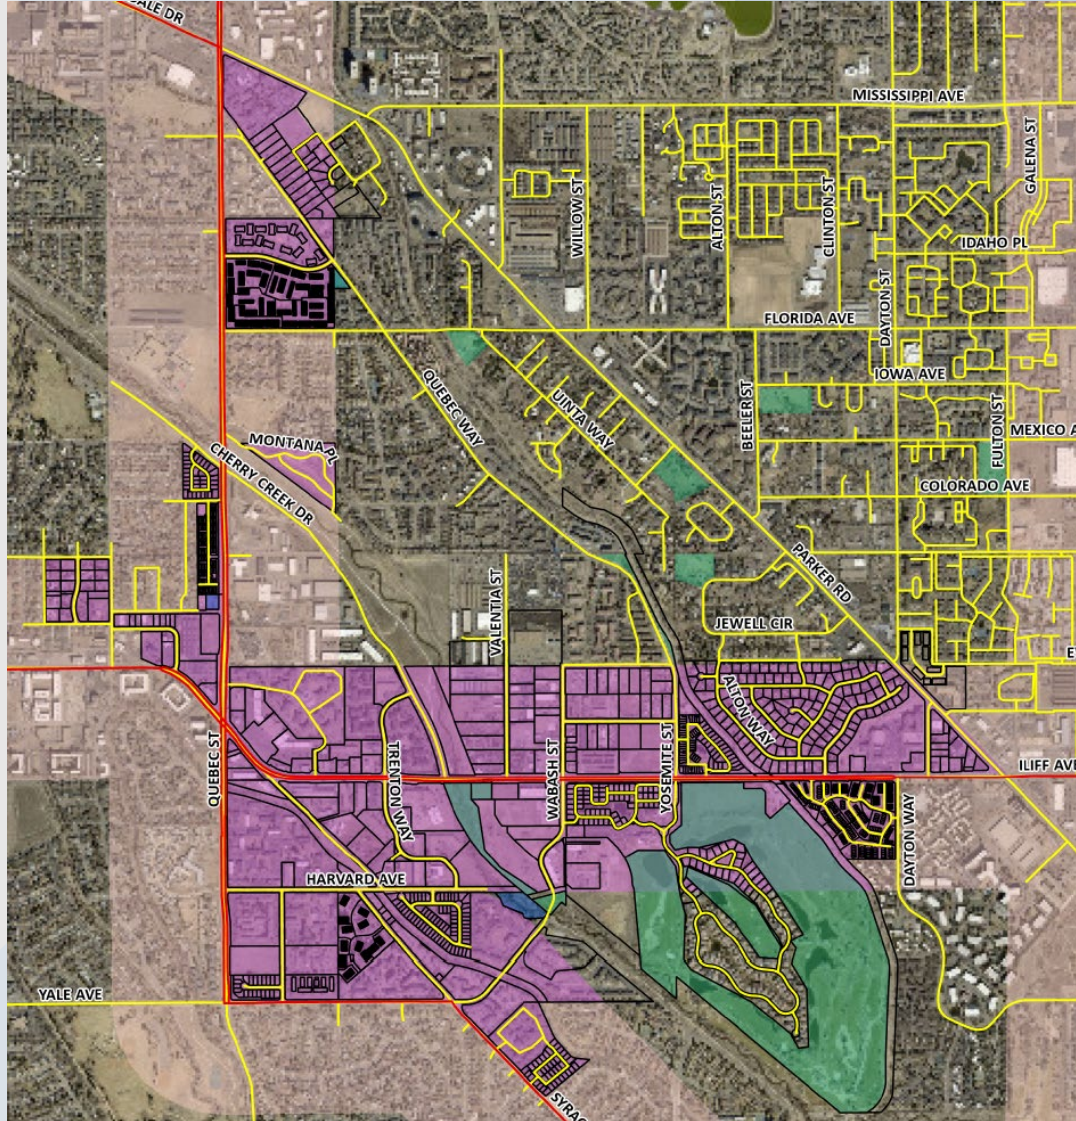 ALE DR
MISSISSIPPI AVE
GALENA ST
WILLOW ST
ALTON ST
CLINTON ST
IDAHO PL
DAYTON ST
FLORIDA AVE
IOWA AVE
QUEBEC WAY
UINTA WAY
BEELER ST
FULTON ST
MEXICO A
MONTANA PL
CHERRY CREEK DR
COLORADO AVE
PARKER RD
VALENTIA ST
JEWELL CIR
E
ALTON WAY
QUEBEC ST
TRENTON WAY
WABASH ST
YOSEMITE ST
ILIFF AVE
DAYTON WAY
HARVARD AVE
YALE AVE
SYRAC